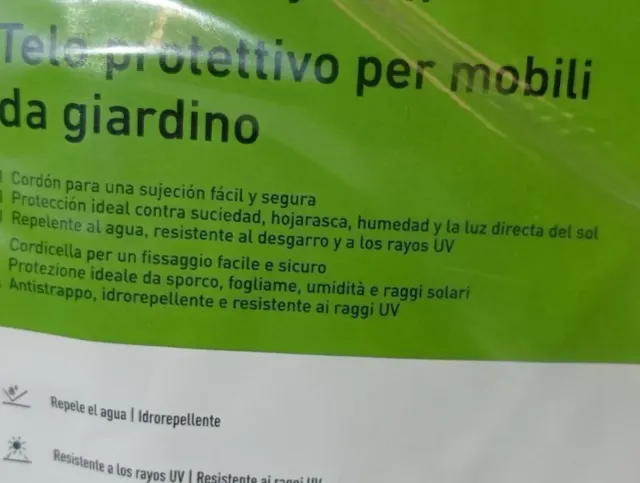 Telo protettivo per mobili
da giardino
Cordón para una sujeción fácil y segura
Protección ideal contra suciedad, hojarasca, humedad y la luz directa del sol
Repelente al agua, resistente al desgarro y a los rayos UV
Cordicella per un fissaggio facile e sicuro
Protezione ideale da sporco, fogliame, umidità e raggi solari
Antistrappo, idrorepellente e resistente ai raggi UV
Repele el agua | Idrorepellente
Resistente a los rayos UV | Resistente ai raggi UV